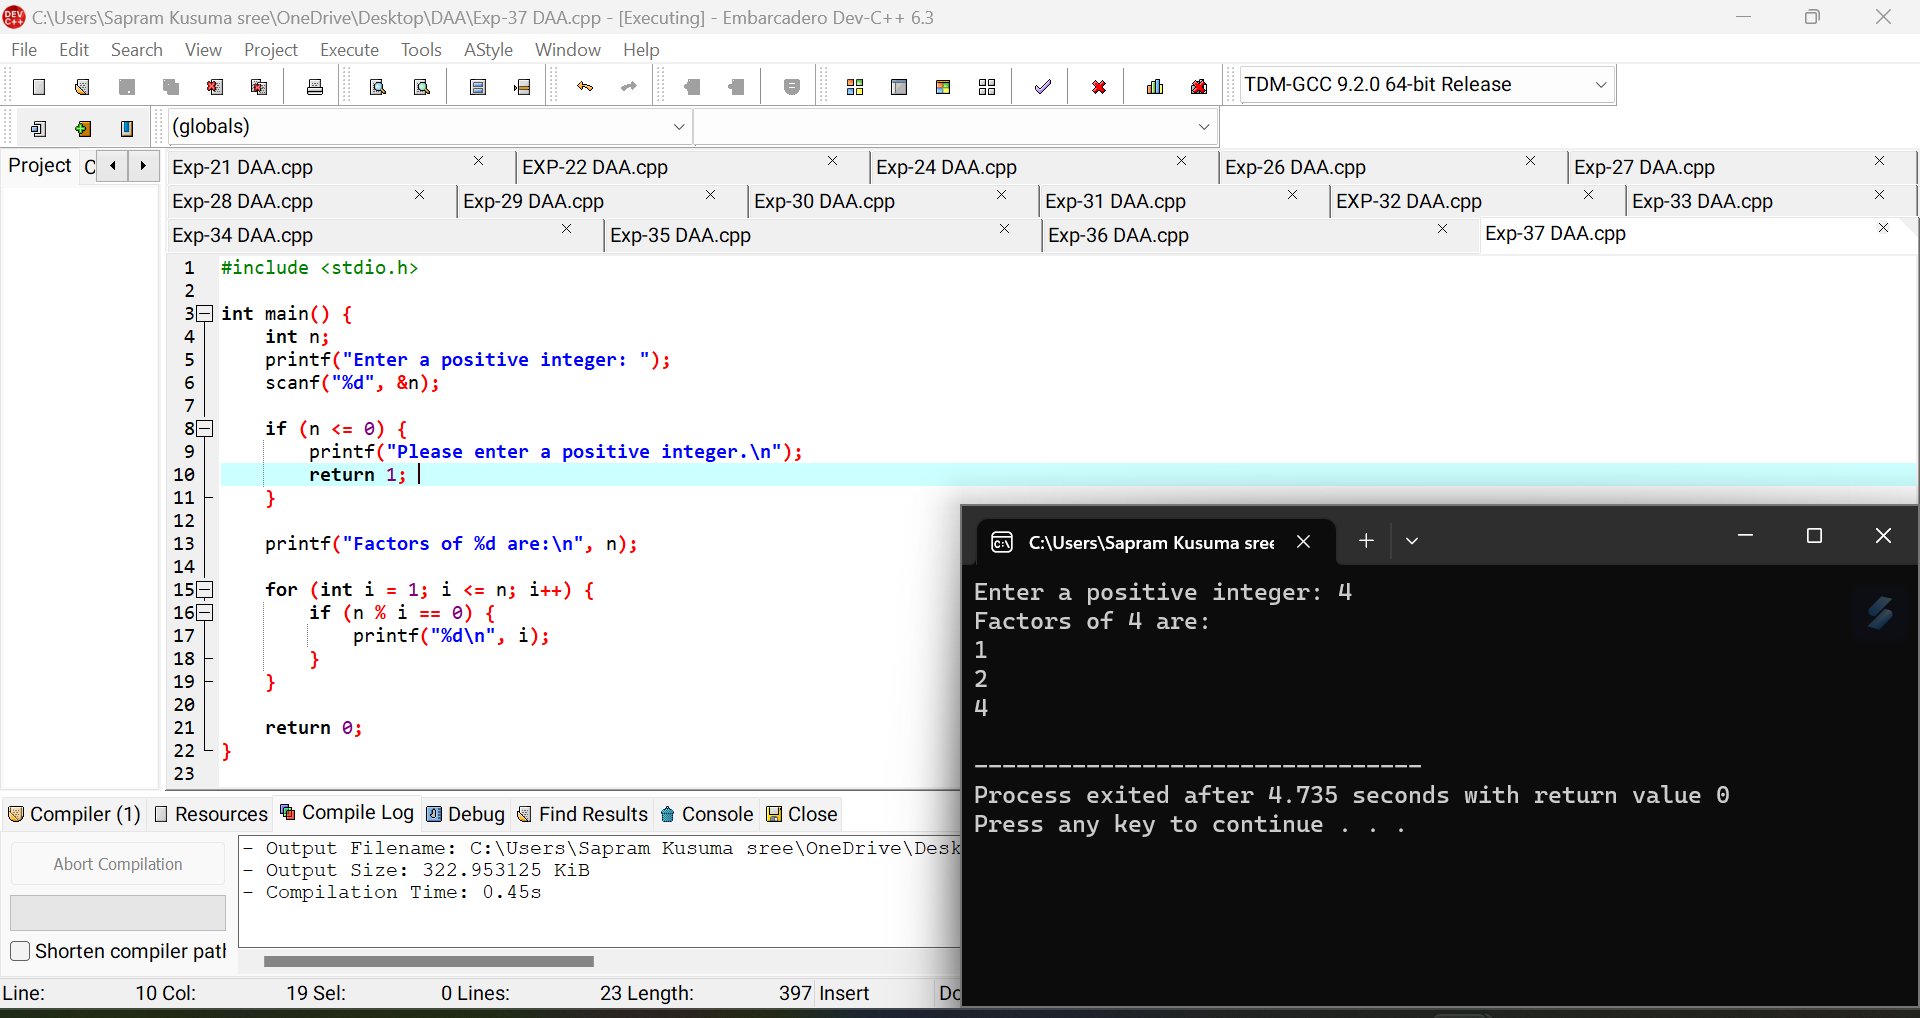 C:\Users\Sapram Kusuma sree\OneDrive\Desktop\DAA\Exp-37 DAA.cpp - [Executing] - Embarcadero Dev-C++ 6.3
File Edit Search View Project Execute Tools AStyle Window Help
TDM-GCC 9.2.0 64-bit Release
(globals)
Project C
Exp-21 DAA.cpp EXP-22 DAA.cpp Exp-24 DAA.cpp Exp-26 DAA.cpp Exp-27 DAA.cpp
Exp-28 DAA.cpp Exp-29 DAA.cpp Exp-30 DAA.cpp Exp-31 DAA.cpp EXP-32 DAA.cpp Exp-33 DAA.cpp
Exp-34 DAA.cpp Exp-35 DAA.cpp Exp-36 DAA.cpp Exp-37 DAA.cpp
1 #include <stdio.h>
2
3 int main() {
4 int n;
5 printf("Enter a positive integer: ");
6 scanf("%d", &n);
7
8 if (n <= 0) {
9 printf("Please enter a positive integer.\n");
10 return 1;
11 }
12
13 printf("Factors of %d are:\n", n);
14
15 for (int i = 1; i <= n; i++) {
16 if (n % i == 0) {
17 printf("%d\n", i);
18 }
19 }
20
21 return 0;
22 }
23
C:\Users\Sapram Kusuma sree
Enter a positive integer: 4
Factors of 4 are:
1
2
4
--------------------------------
Process exited after 4.735 seconds with return value 0
Press any key to continue . . .
Compiler (1) Resources Compile Log Debug Find Results Console Close
Abort Compilation
Shorten compiler path
- Output Filename: C:\Users\Sapram Kusuma sree\OneDrive\Desk
- Output Size: 322.953125 KiB
- Compilation Time: 0.45s
Line: 10 Col: 19 Sel: 0 Lines: 23 Length: 397 Insert Do